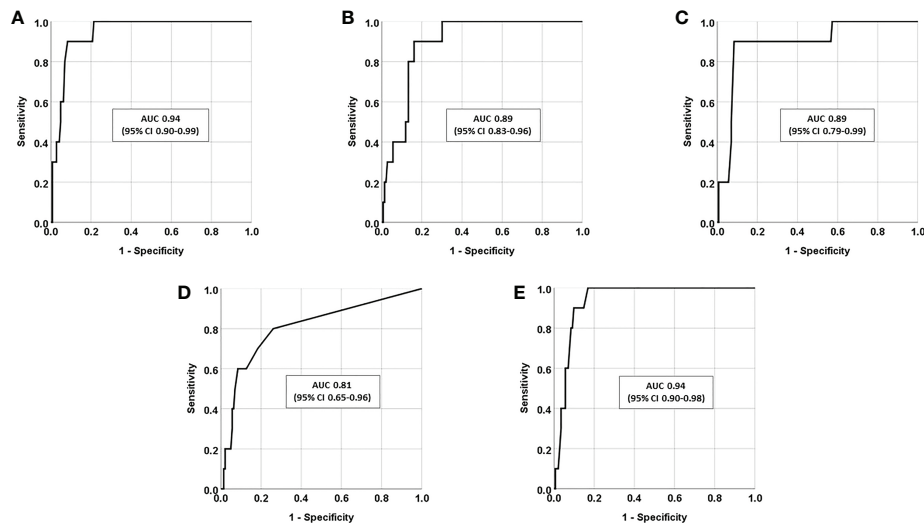 A
1.0
0.8
0.6
0.4
0.2
0.0
Sensitivity
AUC 0.94
(95% CI 0.90-0.99)
0.0 0.2 0.4 0.6 0.8 1.0
1 - Specificity
B
1.0
0.8
0.6
0.4
0.2
0.0
Sensitivity
AUC 0.89
(95% CI 0.83-0.96)
0.0 0.2 0.4 0.6 0.8 1.0
1 - Specificity
C
1.0
0.8
0.6
0.4
0.2
0.0
Sensitivity
AUC 0.89
(95% CI 0.79-0.99)
0.0 0.2 0.4 0.6 0.8 1.0
1 - Specificity
D
1.0
0.8
0.6
0.4
0.2
0.0
Sensitivity
AUC 0.81
(95% CI 0.65-0.96)
0.0 0.2 0.4 0.6 0.8 1.0
1 - Specificity
E
1.0
0.8
0.6
0.4
0.2
0.0
Sensitivity
AUC 0.94
(95% CI 0.90-0.98)
0.0 0.2 0.4 0.6 0.8 1.0
1 - Specificity